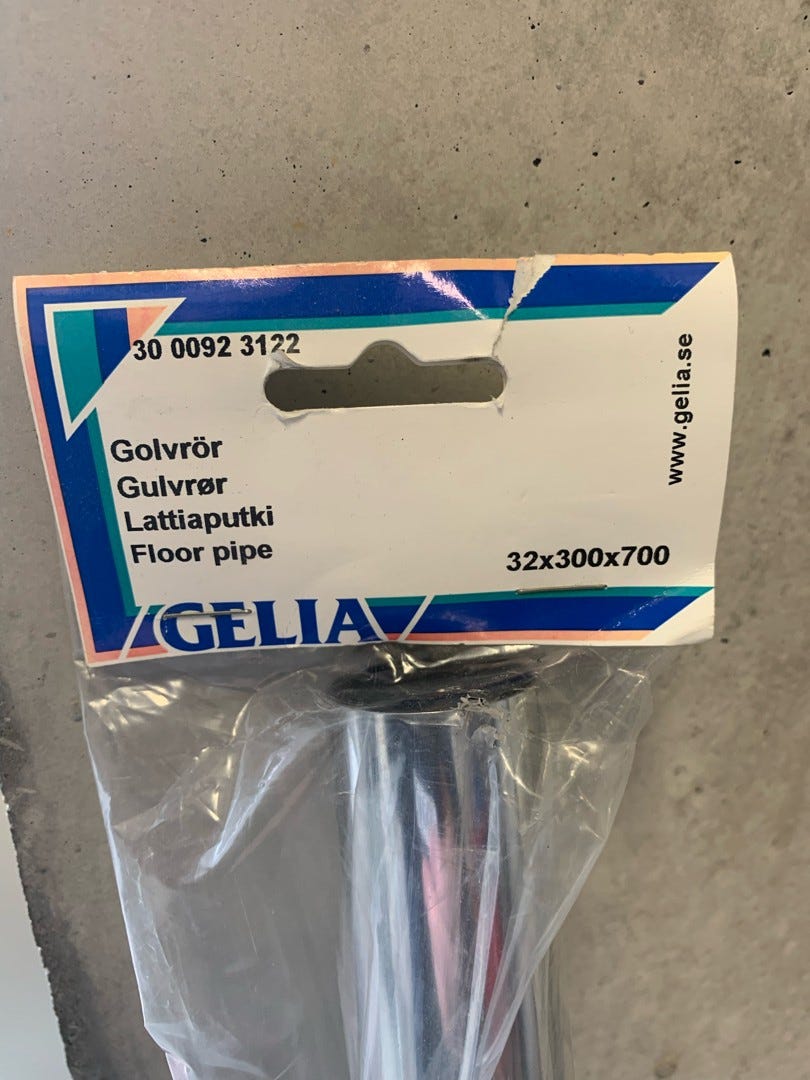 30 0092 3122
www.gelia.se
Golvrör
Gulvrør
Lattiaputki
Floor pipe
32x300x700
GELIA